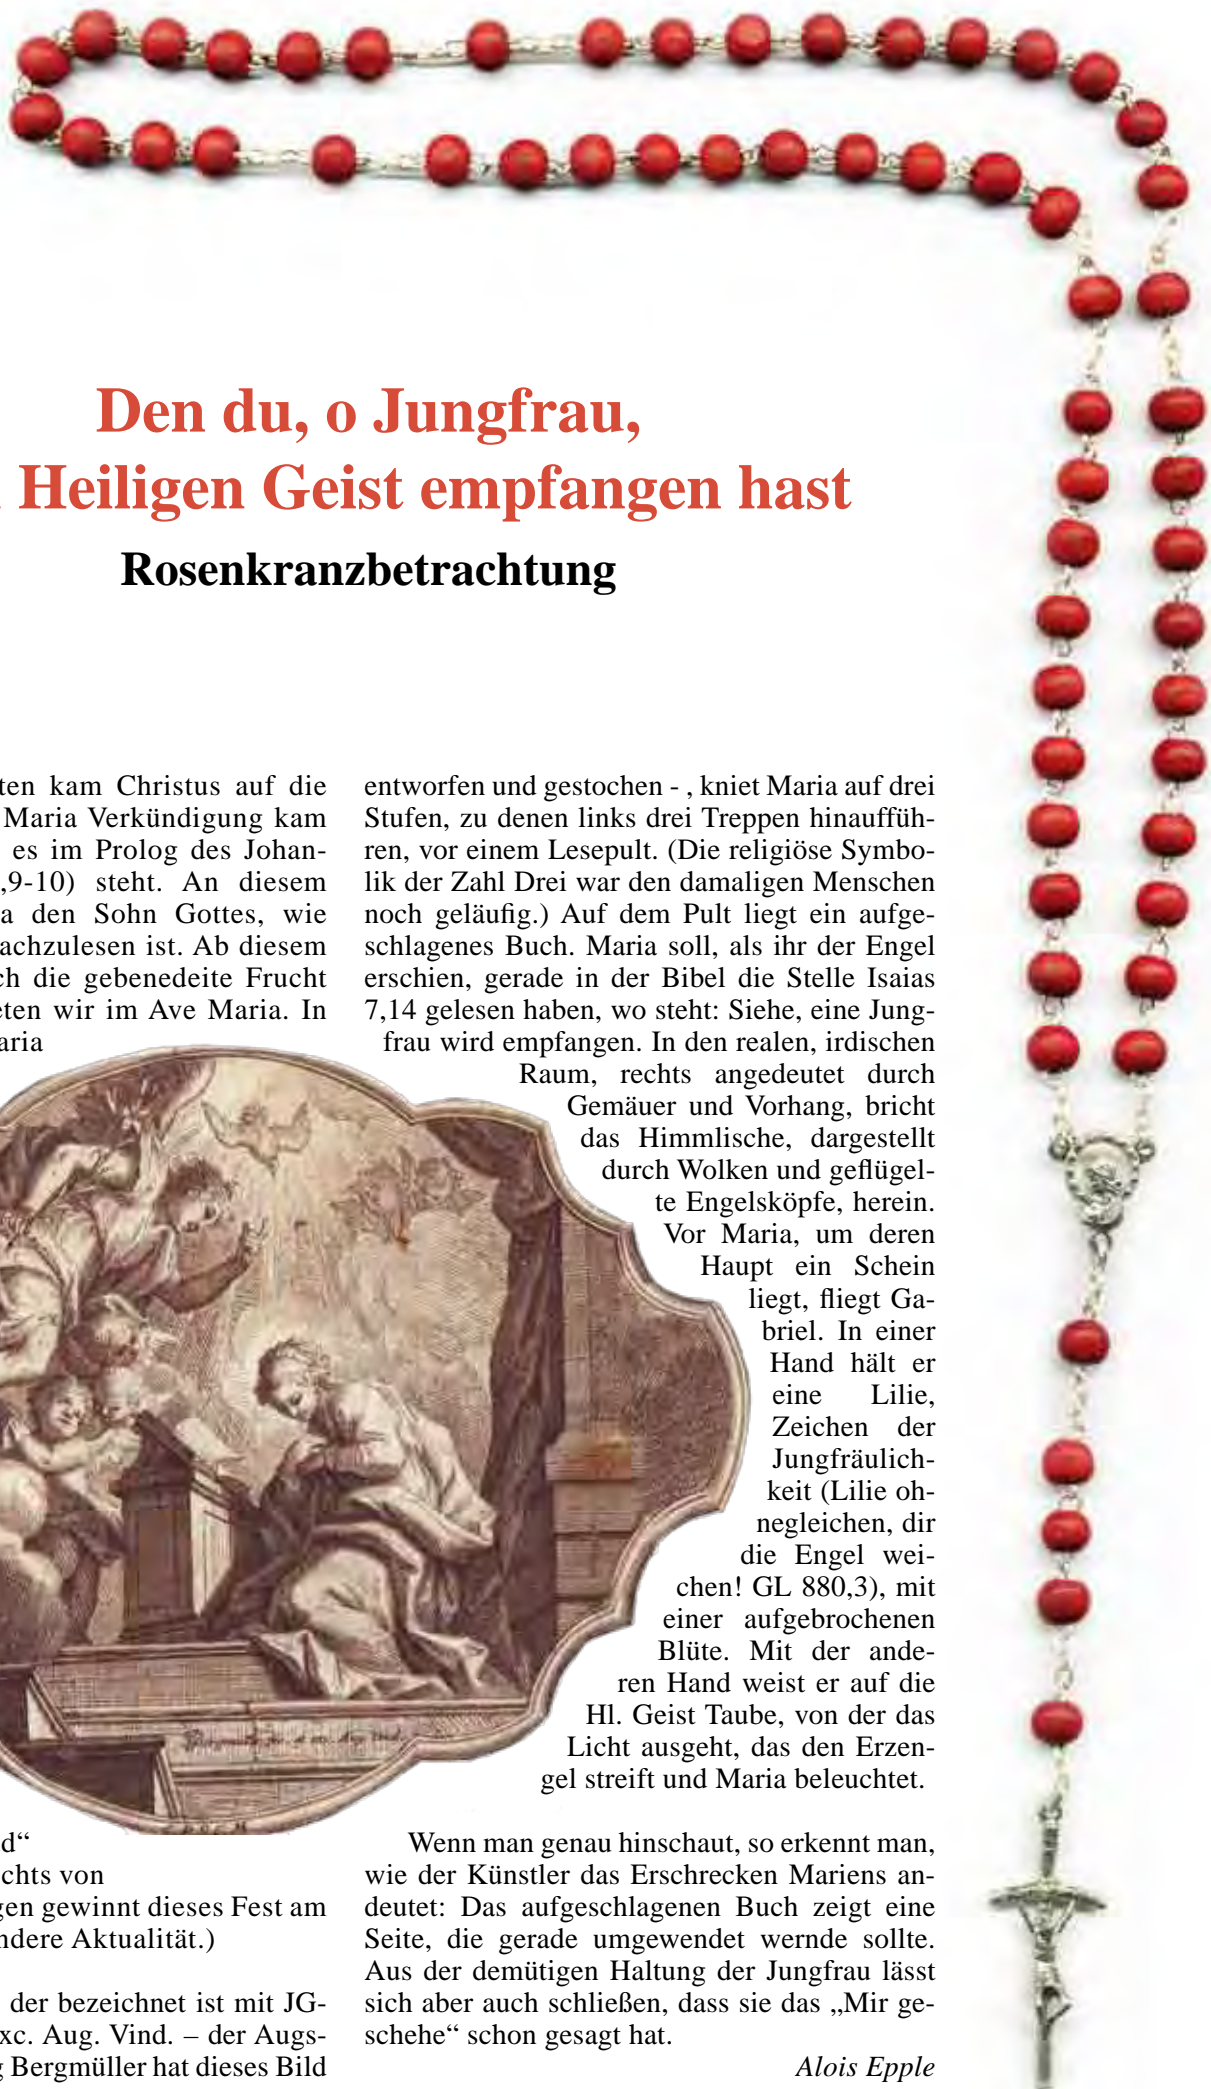 Den du, o Jungfrau,
Heiligen Geist empfangen hast
Rosenkranzbetrachtung
ten kam Christus auf die
Maria Verkündigung kam
es im Prolog des Johan-
,9-10) steht. An diesem
a den Sohn Gottes, wie
achzulesen ist. Ab diesem
ch die gebenedeite Frucht
eten wir im Ave Maria. In
aria
d“
chts von
gen gewinnt dieses Fest am
ndere Aktualität.)
der bezeichnet ist mit JG-
xc. Aug. Vind. – der Augs-
g Bergmüller hat dieses Bild
entworfen und gestochen - , kniet Maria auf drei
Stufen, zu denen links drei Treppen hinauffüh-
ren, vor einem Lesepult. (Die religiöse Symbo-
lik der Zahl Drei war den damaligen Menschen
noch geläufig.) Auf dem Pult liegt ein aufge-
schlagenes Buch. Maria soll, als ihr der Engel
erschien, gerade in der Bibel die Stelle Isaias
7,14 gelesen haben, wo steht: Siehe, eine Jung-
frau wird empfangen. In den realen, irdischen
Raum, rechts angedeutet durch
Gemäuer und Vorhang, bricht
das Himmlische, dargestellt
durch Wolken und geflügel-
te Engelsköpfe, herein.
Vor Maria, um deren
Haupt ein Schein
liegt, fliegt Ga-
briel. In einer
Hand hält er
eine Lilie,
Zeichen der
Jungfräulich-
keit (Lilie oh-
negleichen, dir
die Engel wei-
chen! GL 880,3), mit
einer aufgebrochenen
Blüte. Mit der ande-
ren Hand weist er auf die
Hl. Geist Taube, von der das
Licht ausgeht, das den Erzen-
gel streift und Maria beleuchtet.
Wenn man genau hinschaut, so erkennt man,
wie der Künstler das Erschrecken Mariens an-
deutet: Das aufgeschlagenen Buch zeigt eine
Seite, die gerade umgewendet wernde sollte.
Aus der demütigen Haltung der Jungfrau lässt
sich aber auch schließen, dass sie das „Mir ge-
schehe“ schon gesagt hat.
Alois Epple